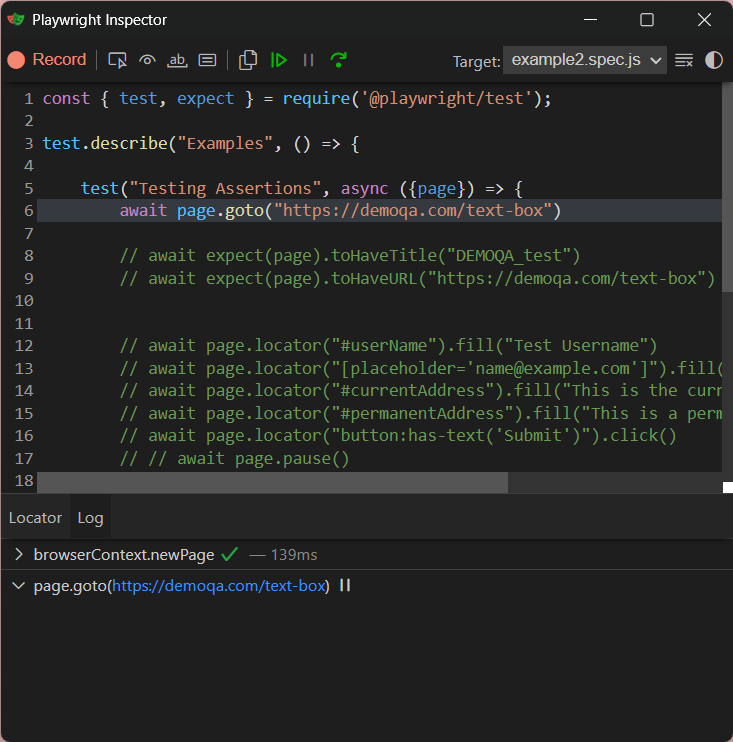 Playwright Inspector
Record
ab
Target: example2.spec.js
1 const { test, expect } = require('@playwright/test');
2
3 test.describe("Examples", () => {
4
5 test("Testing Assertions", async ({page}) => {
6 await page.goto("https://demoqa.com/text-box")
7
8 // await expect(page).toHaveTitle("DEMOQA_test")
9 // await expect(page).toHaveURL("https://demoqa.com/text-box")
10
11
12 // await page.locator("#userName").fill("Test Username")
13 // await page.locator("[placeholder='name@example.com']").fill(
14 // await page.locator("#currentAddress").fill("This is the curr
15 // await page.locator("#permanentAddress").fill("This is a perm
16 // await page.locator("button:has-text('Submit')").click()
17 // // await page.pause()
18
Locator Log
browserContext.newPage — 139ms
page.goto(https://demoqa.com/text-box)